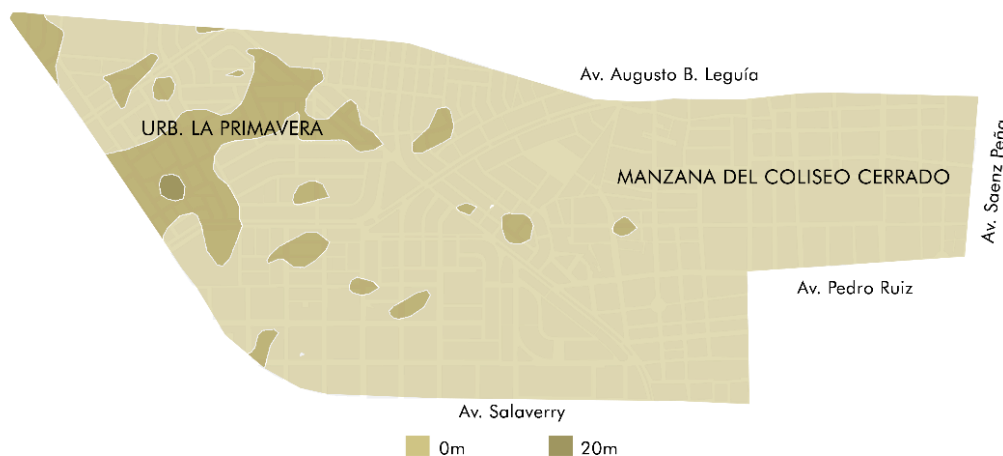 Av. Augusto B. Leguía
URB. LA PRIMAVERA
MANZANA DEL COLISEO CERRADO
Av. Saenz Peña
Av. Pedro Ruiz
Av. Salaverry
0m
20m